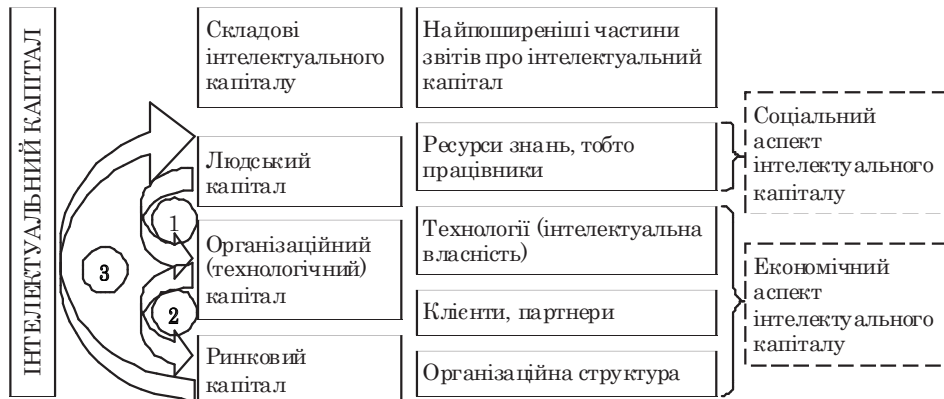 ІНТЕЛЕКТУАЛЬНИЙ КАПІТАЛ
Складові
інтелектуального
капіталу
Найпоширеніші частини
звітів про інтелектуальний
капітал
Людський
капітал
Ресурси знань, тобто
працівники
Соціальний
аспект
інтелектуального
капіталу
1
Організаційний
(технологічний)
капітал
Технології (інтелектуальна
власність)
3
2
Клієнти, партнери
Економічний
аспект
інтелектуального
капіталу
Ринковий
капітал
Організаційна структура